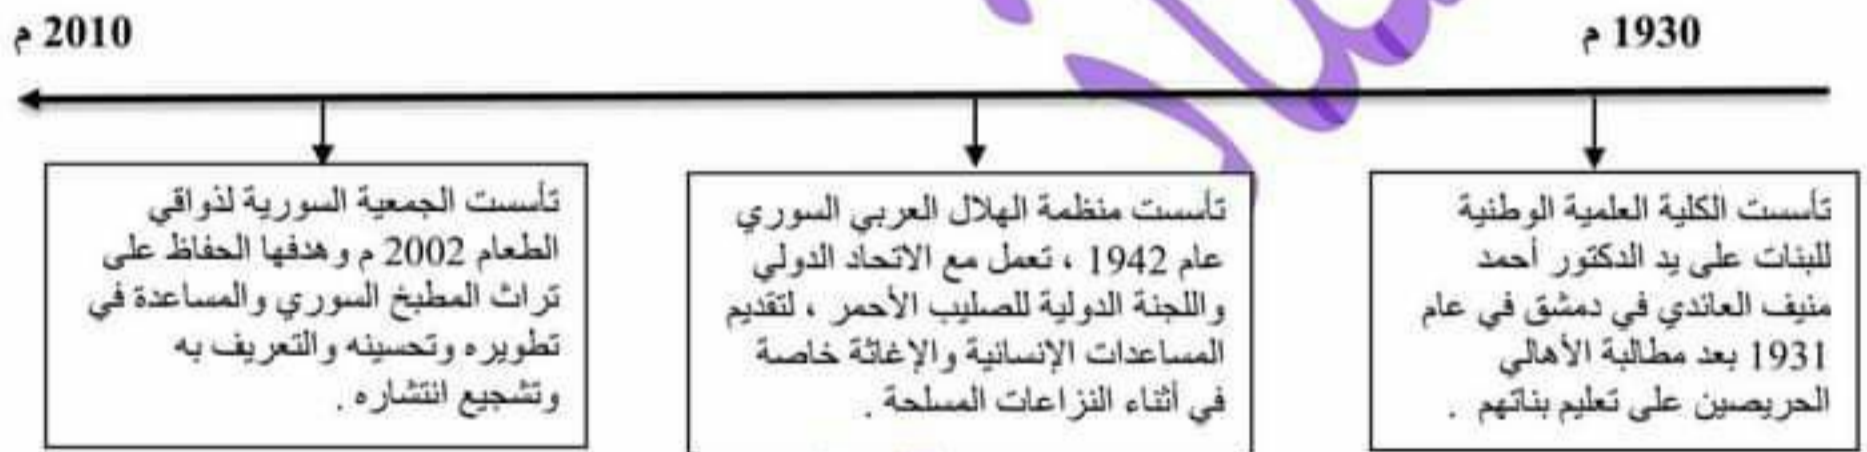 1930 م
2010 م
تأسست الكلية العلمية الوطنية
للبنات على يد الدكتور أحمد
منيف العائدي في دمشق في عام
1931 بعد مطالبة الأهالي
الحريصين على تعليم بناتهم .
تأسست منظمة الهلال العربي السوري
عام 1942 ، تعمل مع الاتحاد الدولي
واللجنة الدولية للصليب الأحمر ، لتقديم
المساعدات الإنسانية والإغاثة خاصة
في أثناء النزاعات المسلحة .
تأسست الجمعية السورية لذواقي
الطعام 2002 م وهدفها الحفاظ على
تراث المطبخ السوري والمساعدة في
تطويره وتحسينه والتعريف به
وتشجيع انتشاره .